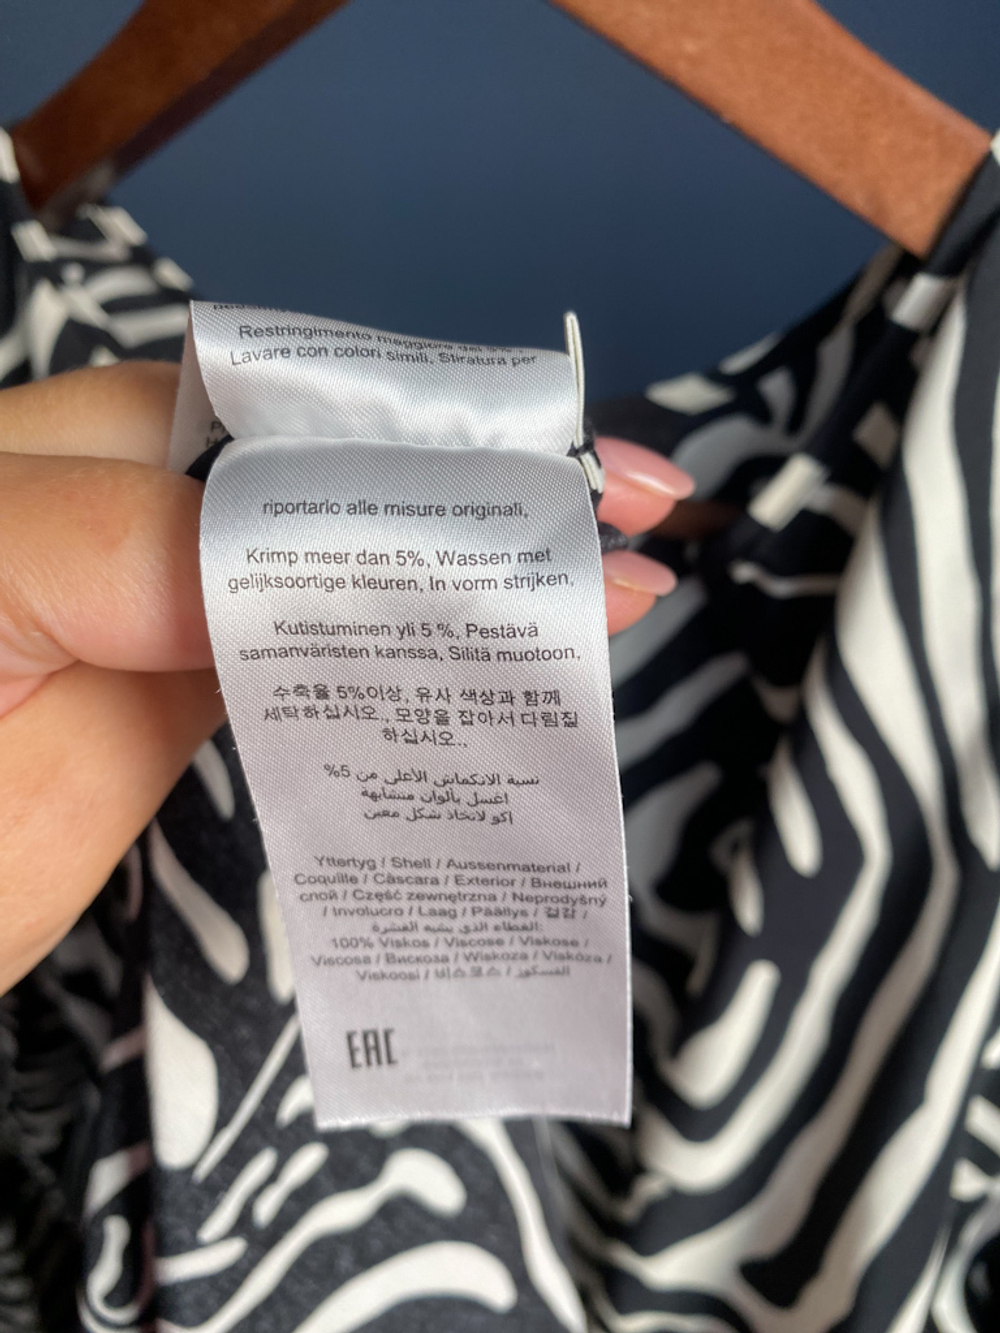 Restringimento maggiore del 5%.
Lavare con colori simili. Stiratura per
riportarlo alle misure originali.
Krimp meer dan 5%, Wassen met
gelijksoortige kleuren, In vorm strijken.
Kutistuminen yli 5 %, Pestävä
samanväristen kanssa, Silitä muotoon.
수축율 5%이상, 유사 색상과 함께
세탁하십시오., 모양을 잡아서 다림질
하십시오.,
نسبة الانكماش الأعلى من 5%
اغسل بألوان متشابهة
اكو لاتخاذ شكل معين
Yttertyg / Shell / Aussenmaterial /
Coquille / Cáscara / Exterior / Внешний
слой / Część zewnętrzna / Neprodyšný
/ Involucro / Laag / Päällys / 겉감 /
الغطاء الذي يشبه القشرة:
100% Viskos / Viscose / Viskose /
Viscosa / Вискоза / Wiskoza / Viskóza /
Viskoosi / 비스코스 / الفسكوز
EAC